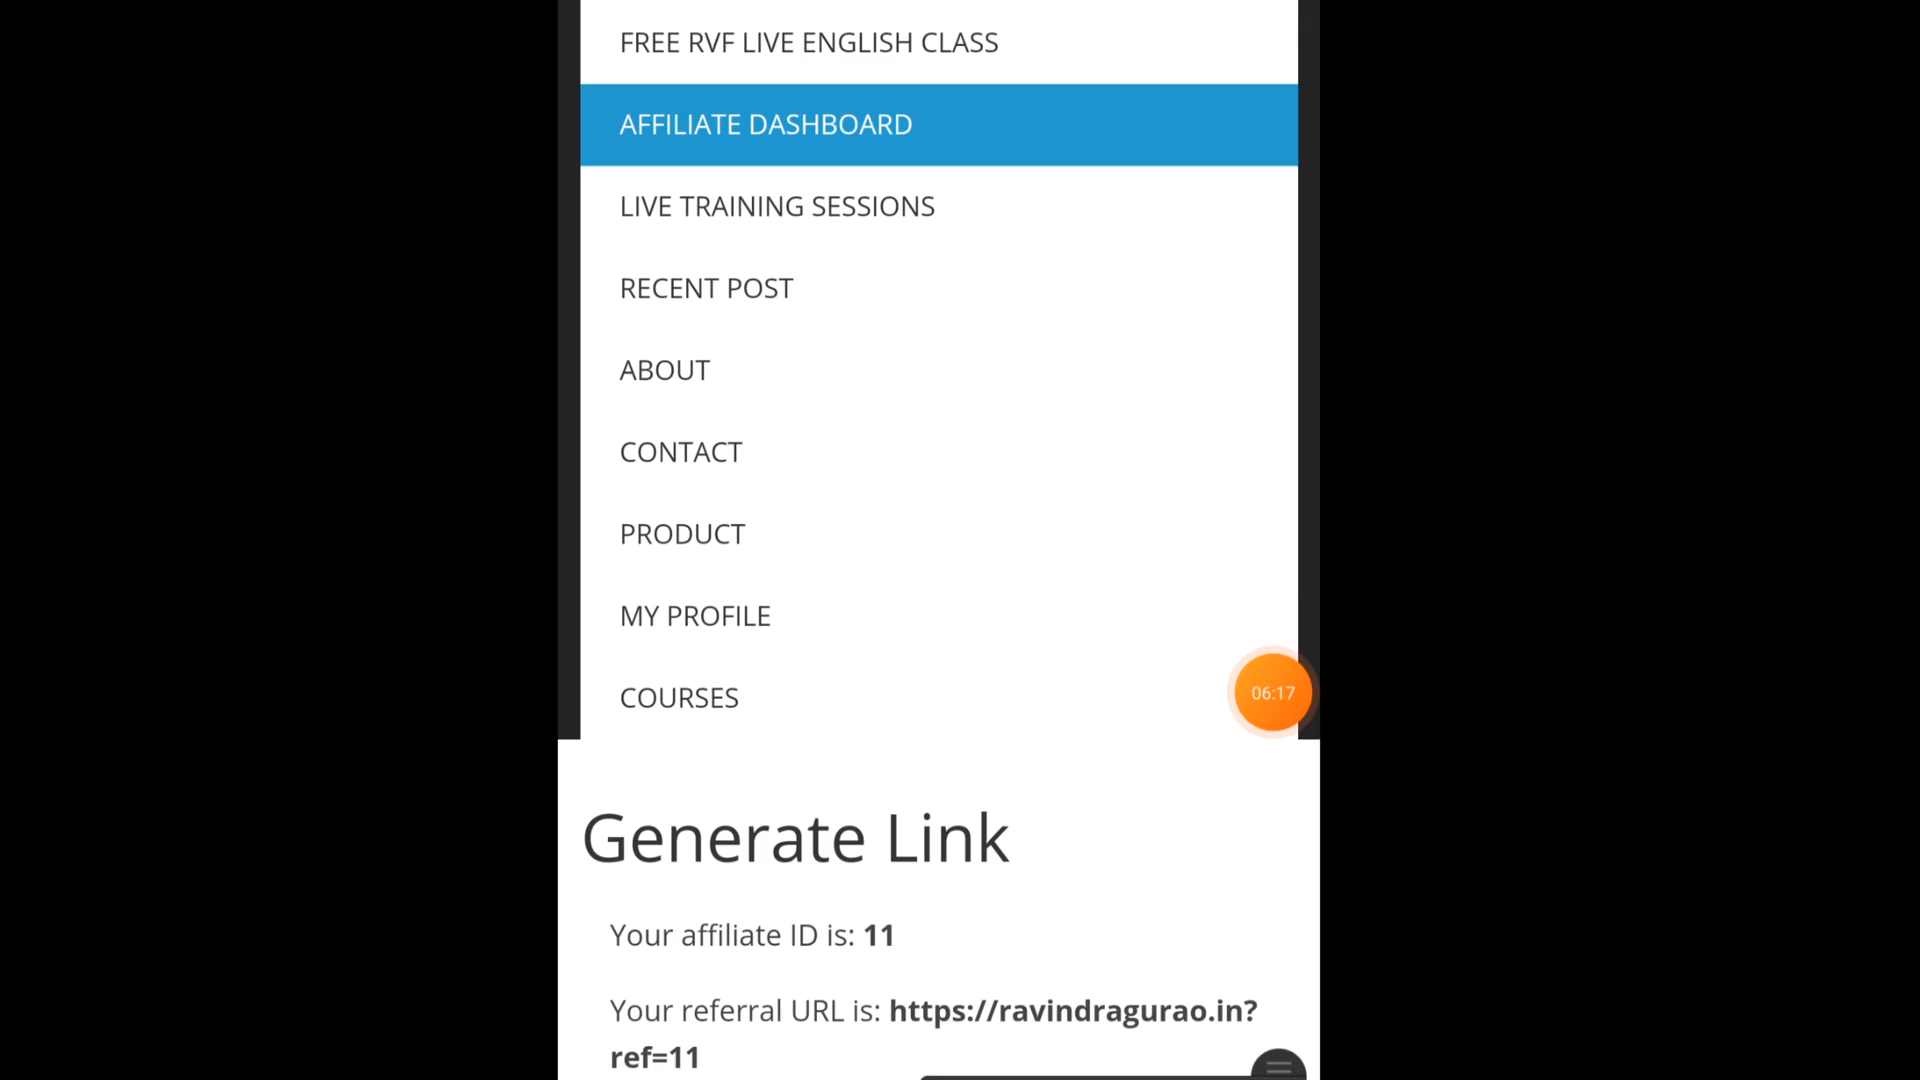 FREE RVF LIVE ENGLISH CLASS
AFFILIATE DASHBOARD
LIVE TRAINING SESSIONS
RECENT POST
ABOUT
CONTACT
PRODUCT
MY PROFILE
COURSES
06:17
Generate Link
Your affiliate ID is: 11
Your referral URL is: https://ravindragurao.in?
ref=11